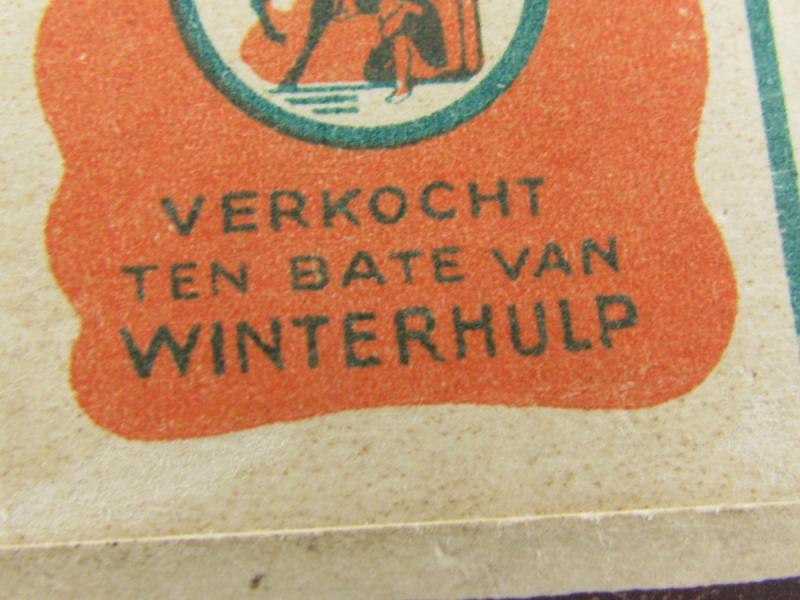 VERKOCHT
TEN BATE VAN
WINTERHULP